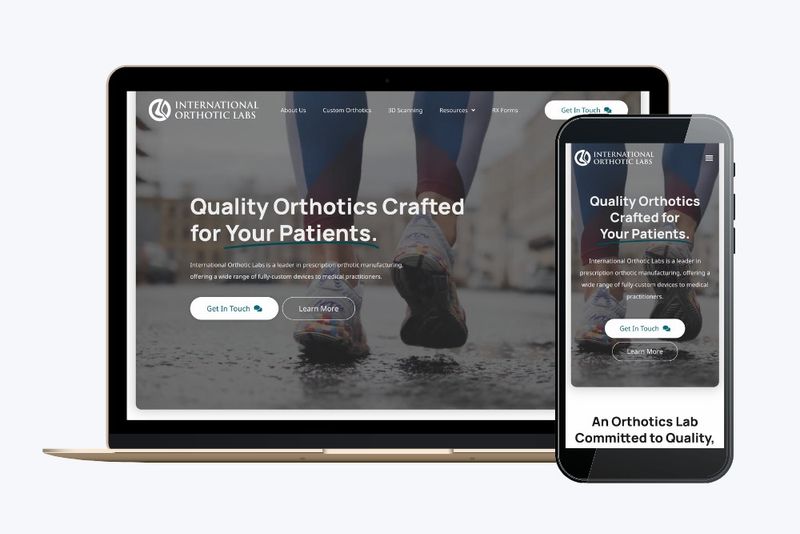 INTERNATIONAL
ORTHOTIC LABS
About Us Custom Orthotics 3D Scanning Resources RX Forms Get In Touch
Quality Orthotics Crafted
for Your Patients.
International Orthotic Labs is a leader in prescription orthotic manufacturing,
offering a wide range of fully-custom devices to medical practitioners.
Get In Touch Learn More
INTERNATIONAL
ORTHOTIC LABS
Quality Orthotics
Crafted for
Your Patients.
International Orthotic Labs is a leader in
prescription orthotic manufacturing, offering a
wide range of fully-custom devices to medical
practitioners.
Get In Touch
Learn More
An Orthotics Lab
Committed to Quality,